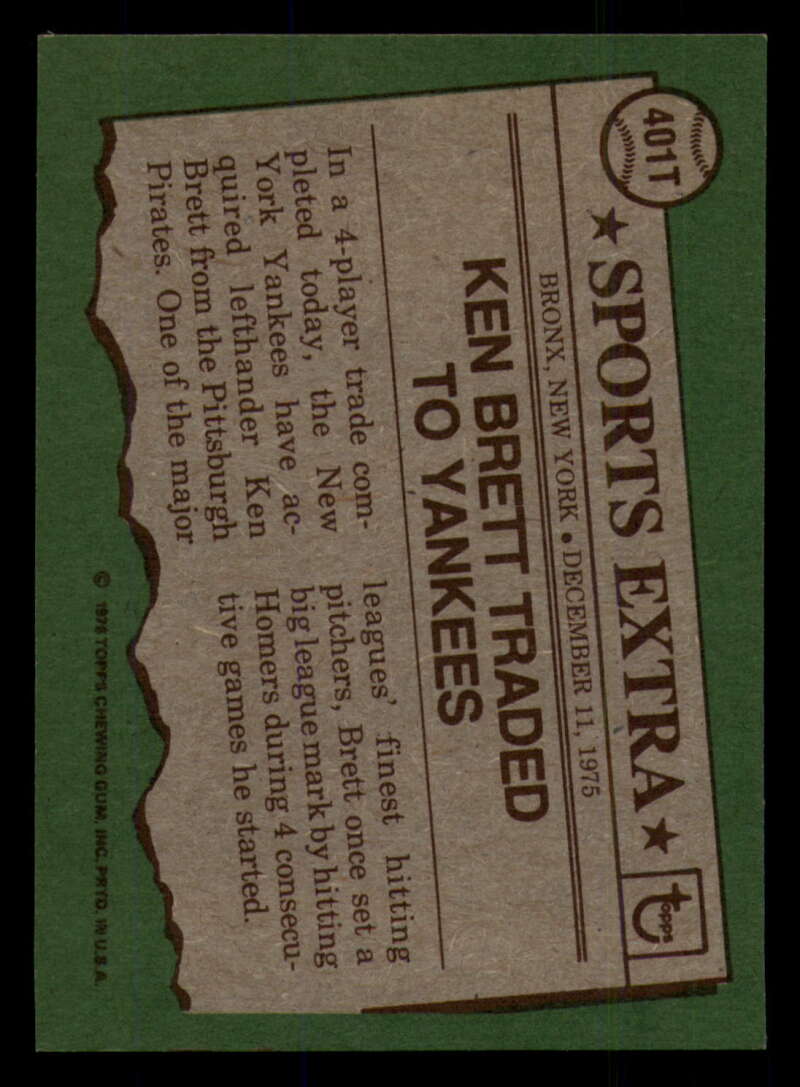 401T
★ SPORTS EXTRA ★
topps
BRONX, NEW YORK • DECEMBER 11, 1975
KEN BRETT TRADED
TO YANKEES
In a 4-player trade com-
pleted today, the New
York Yankees have ac-
quired lefthander Ken
Brett from the Pittsburgh
Pirates. One of the major
leagues' finest hitting
pitchers, Brett once set a
big league mark by hitting
Homers during 4 consecu-
tive games he started.
© 1976 TOPPS CHEWING GUM, INC. PRTD. IN U.S.A.